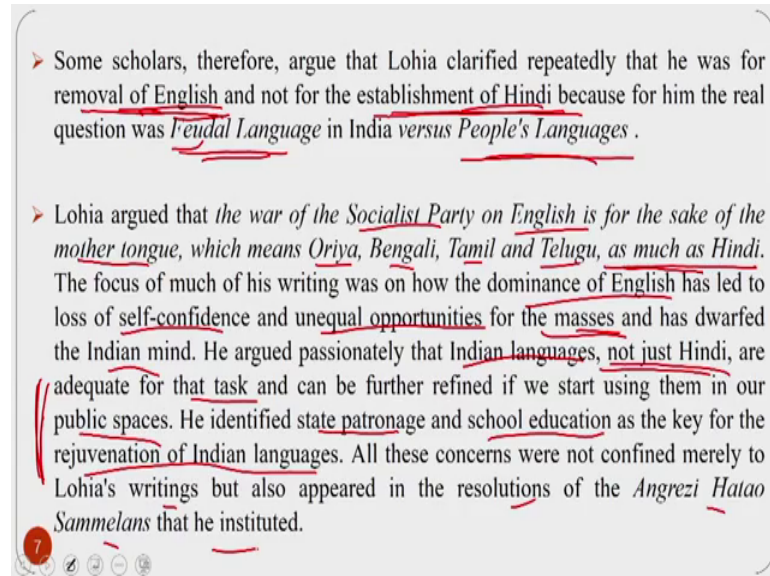 Some scholars, therefore, argue that Lohia clarified repeatedly that he was for
removal of English and not for the establishment of Hindi because for him the real
question was Feudal Language in India versus People's Languages .
Lohia argued that the war of the Socialist Party on English is for the sake of the
mother tongue, which means Oriya, Bengali, Tamil and Telugu, as much as Hindi.
The focus of much of his writing was on how the dominance of English has led to
loss of self-confidence and unequal opportunities for the masses and has dwarfed
the Indian mind. He argued passionately that Indian languages, not just Hindi, are
adequate for that task and can be further refined if we start using them in our
public spaces. He identified state patronage and school education as the key for the
rejuvenation of Indian languages. All these concerns were not confined merely to
Lohia's writings but also appeared in the resolutions of the Angrezi Hatao
Sammelans that he instituted.
7